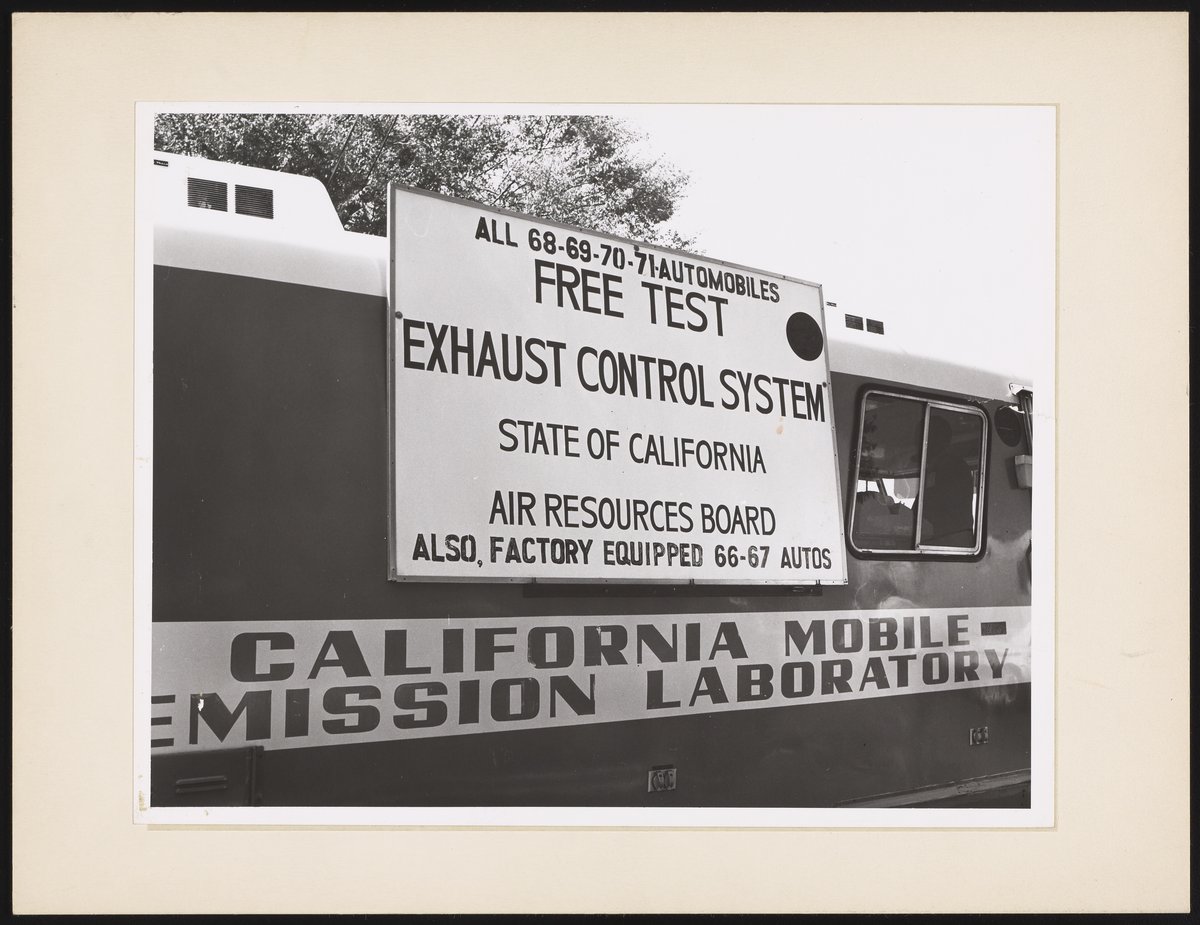 ALL 68-69-70-71-AUTOMOBILES
FREE TEST
EXHAUST CONTROL SYSTEM
STATE OF CALIFORNIA
AIR RESOURCES BOARD
ALSO, FACTORY EQUIPPED 66-67 AUTOS
CALIFORNIA MOBILE-
EMISSION LABORATORY